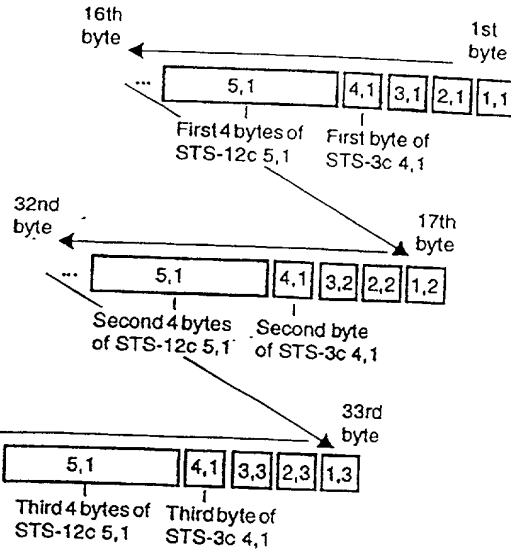 16th
byte
1st
byte
... 5,1 4,1 3,1 2,1 1,1
First 4 bytes of
STS-12c 5,1
First byte of
STS-3c 4,1
32nd
byte
17th
byte
... 5,1 4,1 3,2 2,2 1,2
Second 4 bytes
of STS-12c 5,1
Second byte
of STS-3c 4,1
33rd
byte
5,1 4,1 3,3 2,3 1,3
Third 4 bytes of
STS-12c 5,1
Third byte of
STS-3c 4,1